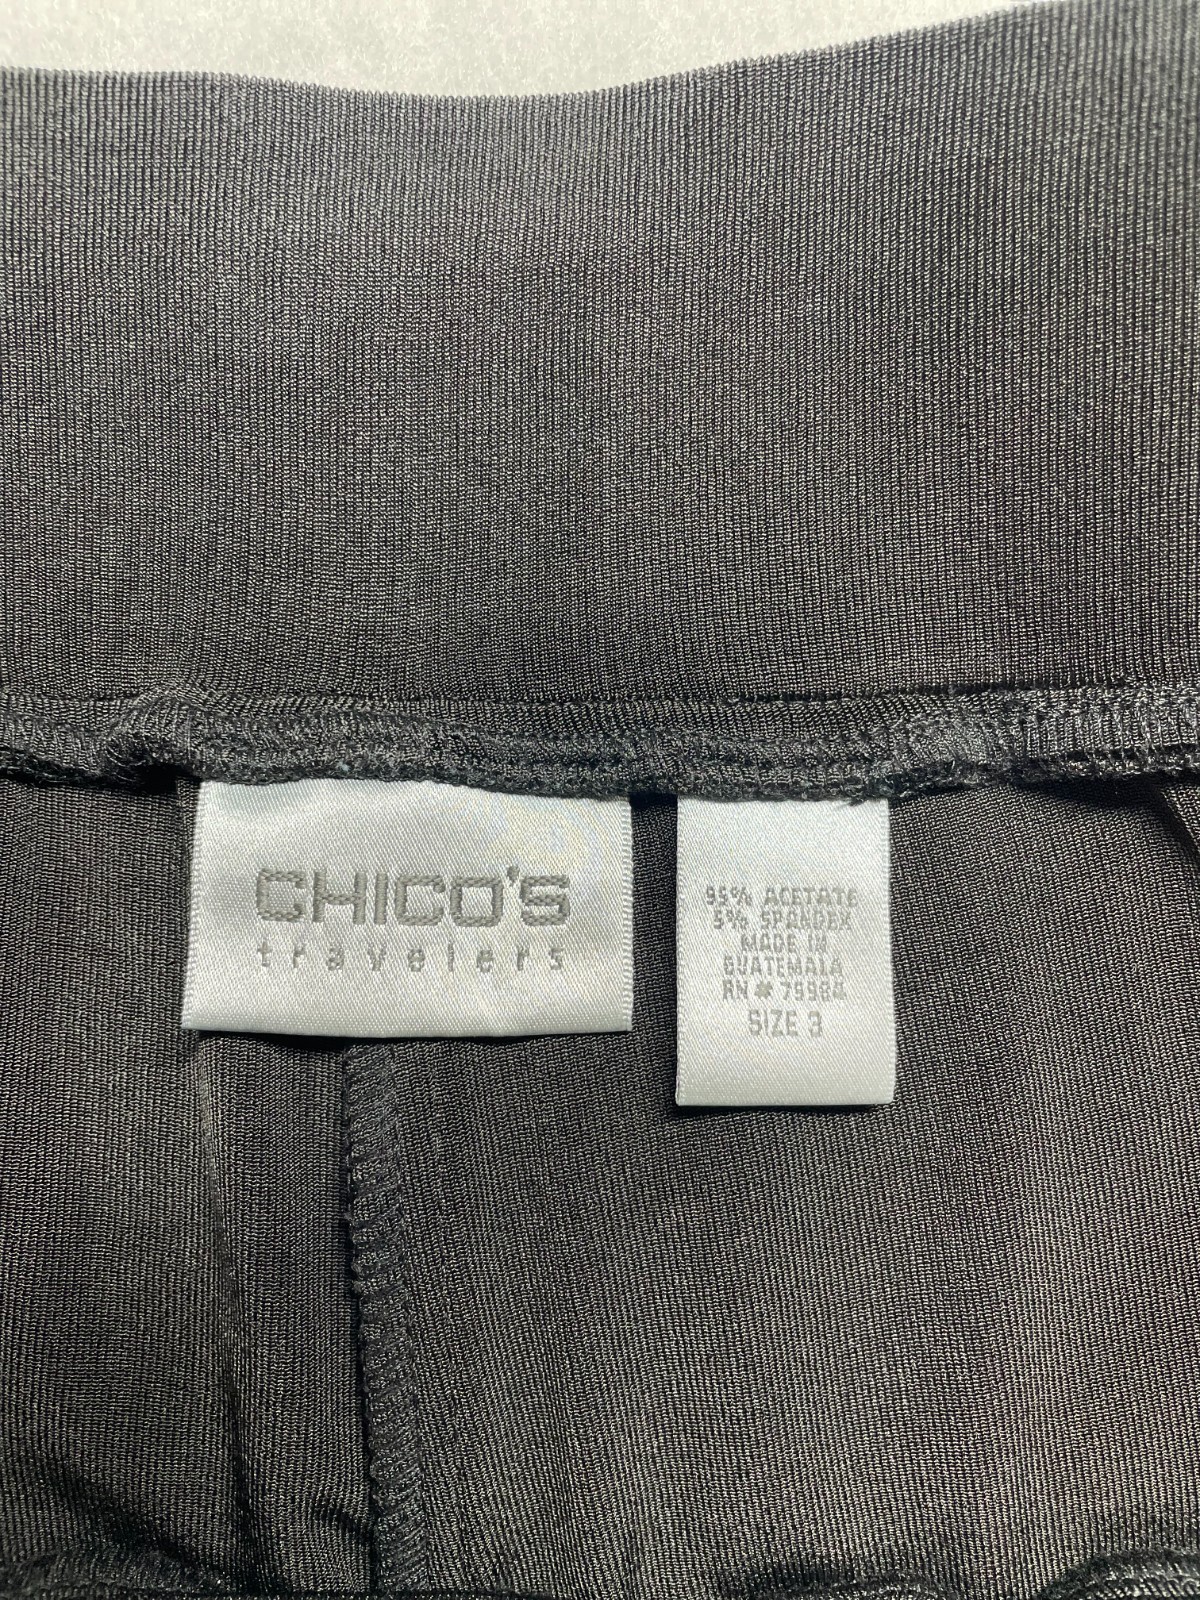 CHICO'S
travelers
95% ACETATE
5% SPANDEX
MADE IN
GUATEMALA
RN # 79984
SIZE 3